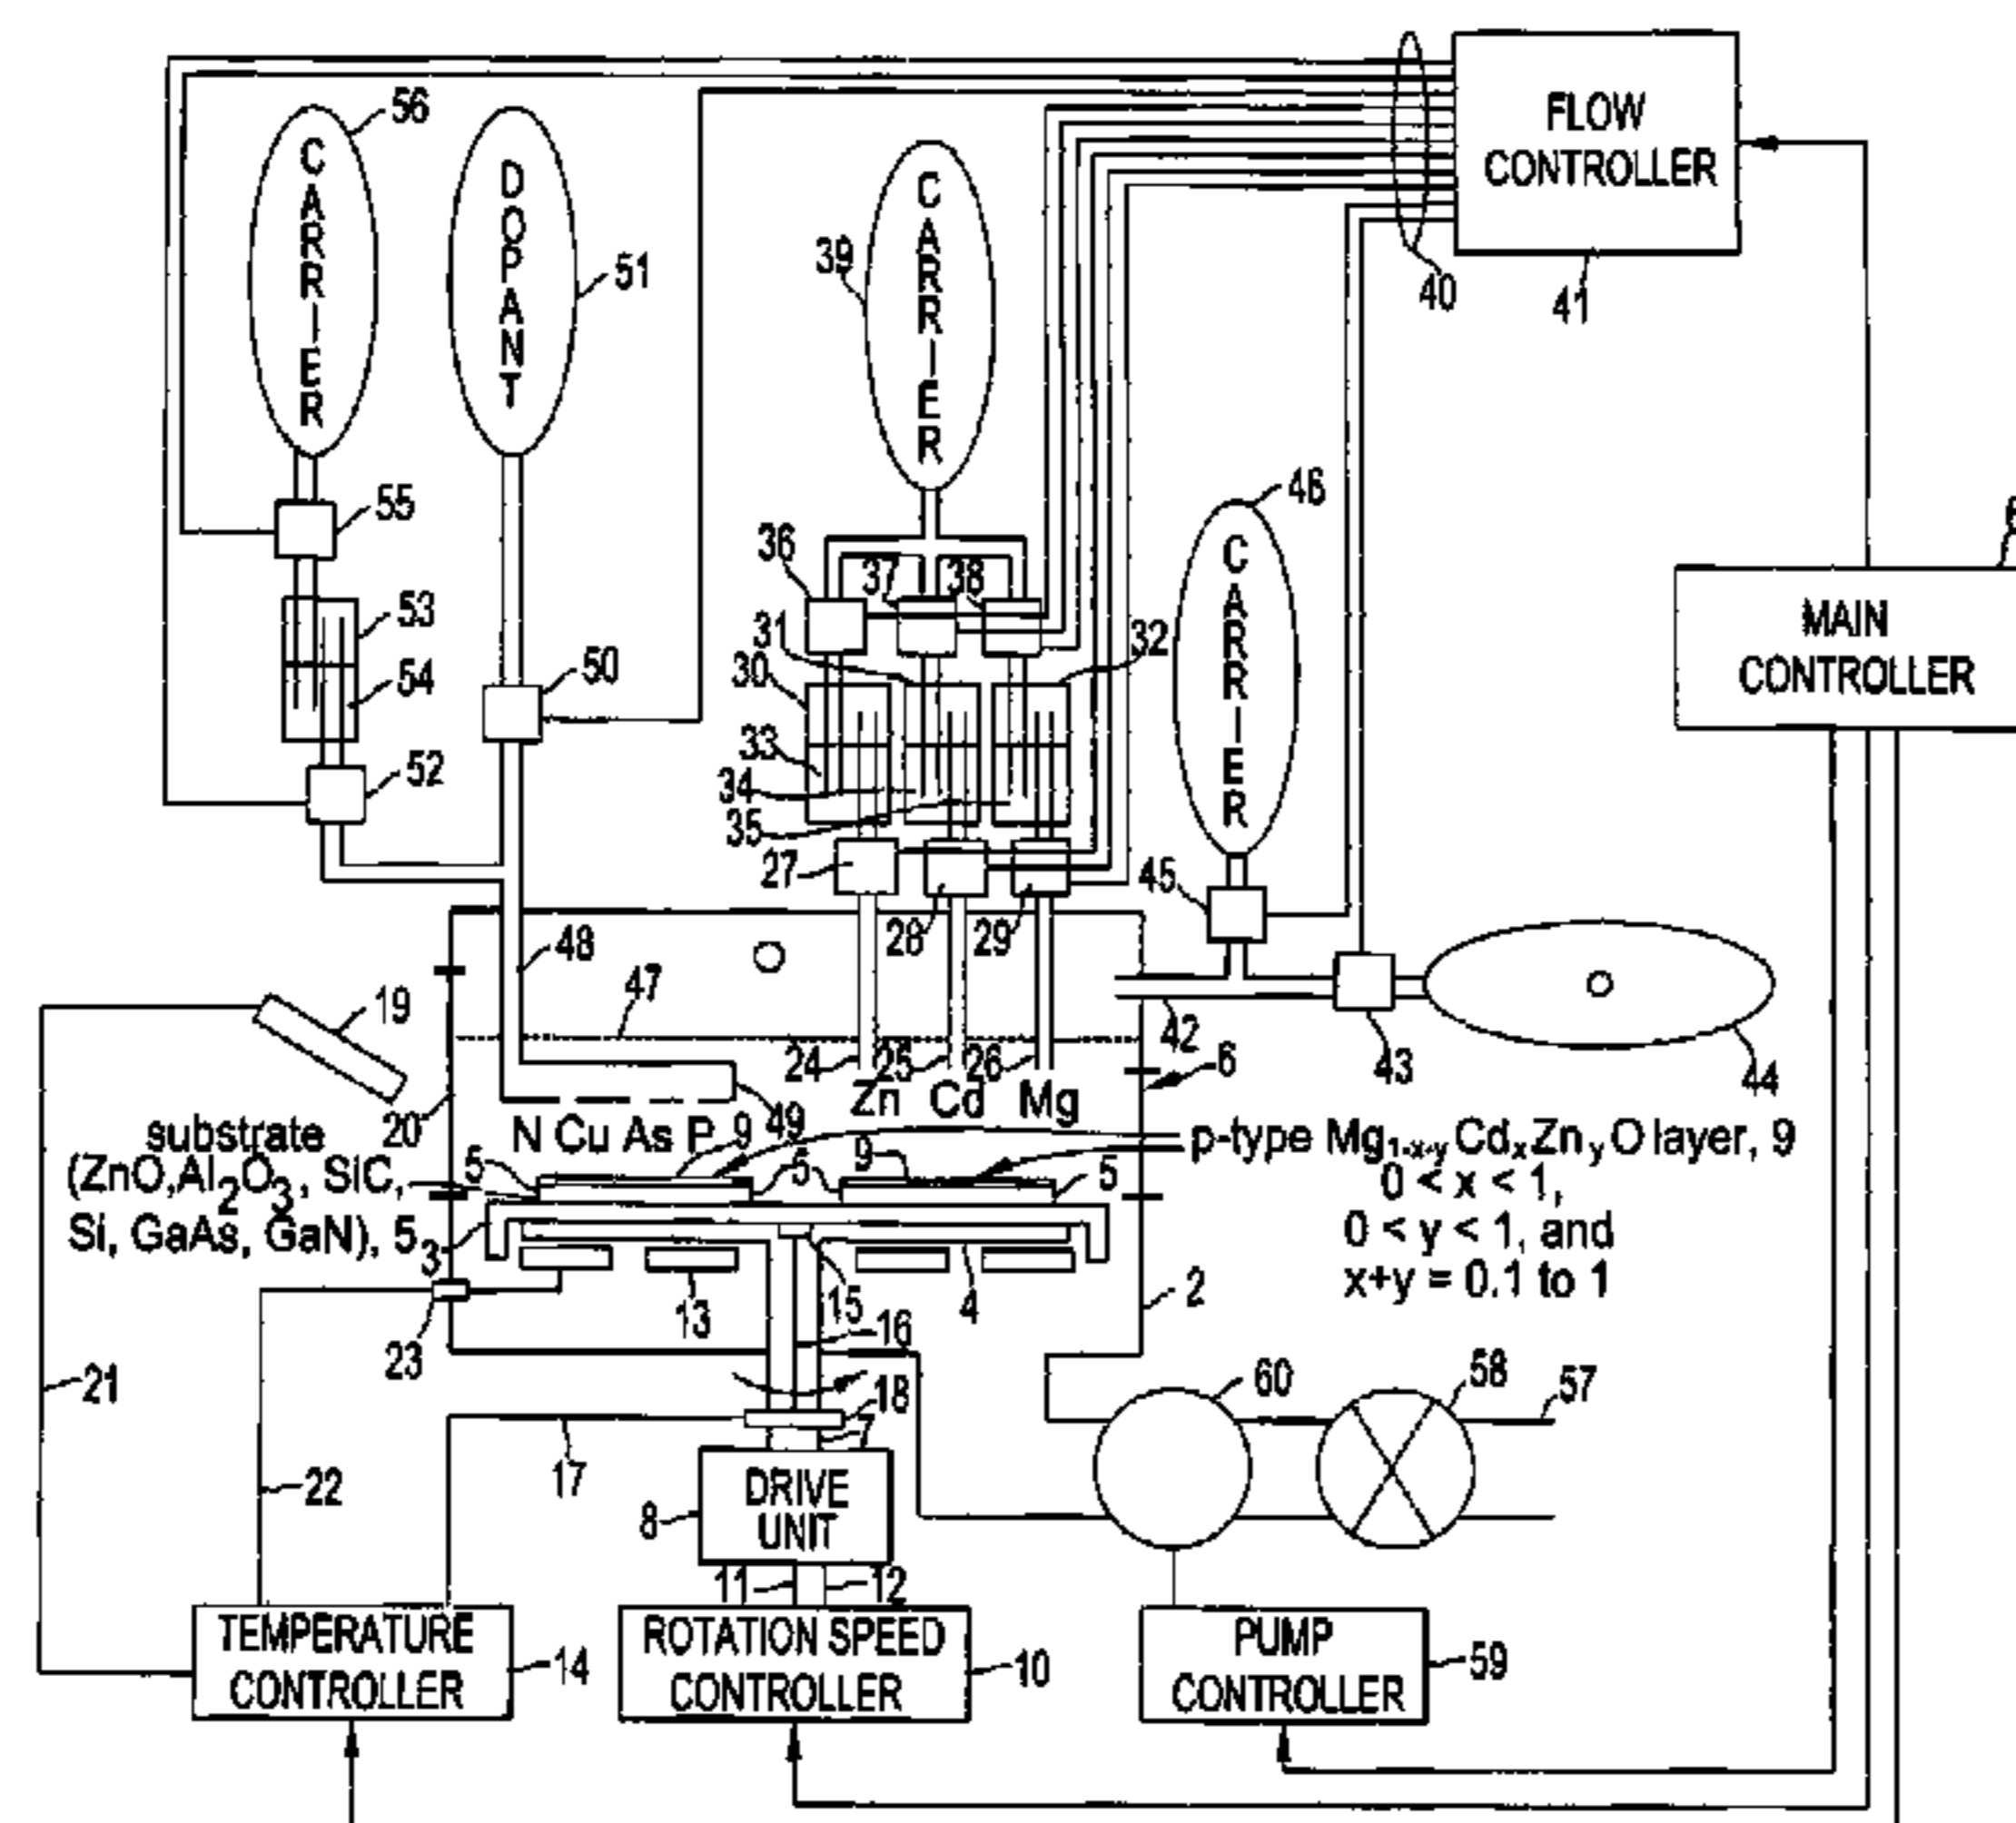 FLOW
CONTROLLER
41
40
56
CARRIER
DOPANT
51
39
CARRIER
46
CARRIER
55
53
54
52
50
36
37
38
31
30
32
33
34
35
27
28
29
45
MAIN
CONTROLLER
48
47
O
O
42
43
44
19
20
24
25
26
Zn Cd Mg
6
49
N Cu As P
9
9
substrate
(ZnO,Al2O3, SiC,
Si, GaAs, GaN), 5
5
5
5
3
p-type Mg1-x-y CdxZnyO layer, 9
0 < x < 1,
0 < y < 1, and
x+y = 0.1 to 1
13
15
4
2
16
23
21
22
17
18
7
60
58
57
8
DRIVE
UNIT
11
12
TEMPERATURE
CONTROLLER
14
ROTATION SPEED
CONTROLLER
10
PUMP
CONTROLLER
59